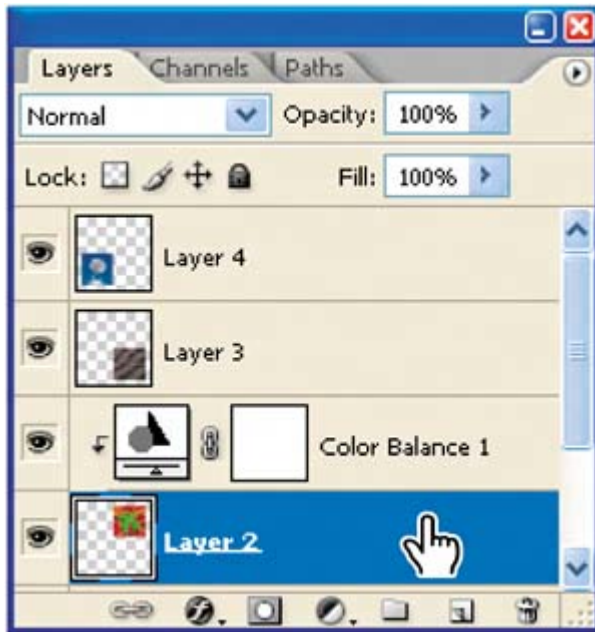 Layers Channels Paths
Normal Opacity: 100%
Lock: Fill: 100%
Layer 4
Layer 3
Color Balance 1
Layer 2